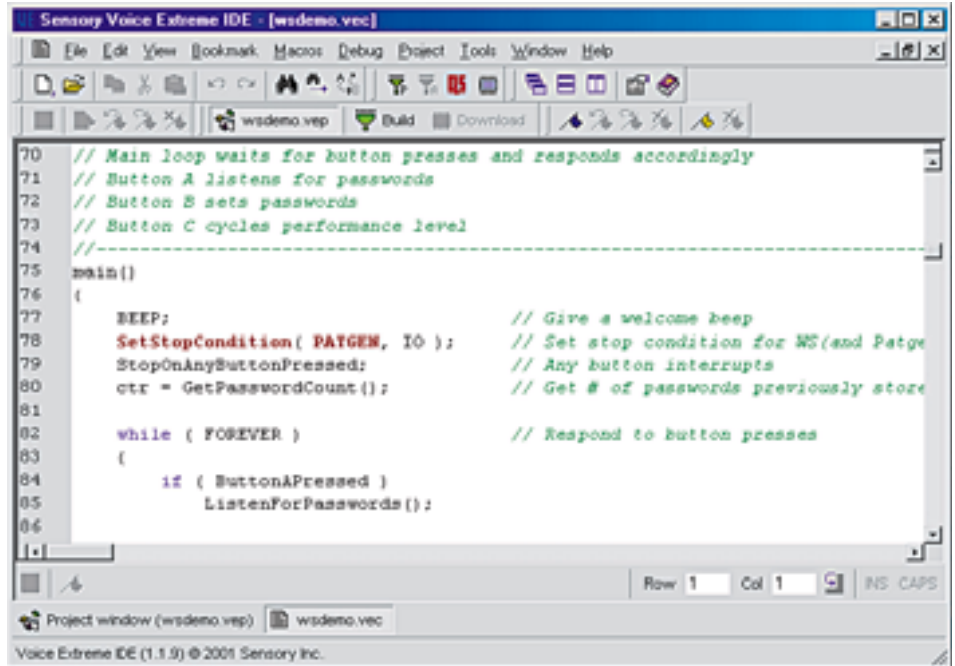 Sensory Voice Extreme IDE - [wsdemo.vec]
File Edit View Bookmark Macros Debug Project Tools Window Help
wsdemo.vep Build Download
70 // Main loop waits for button presses and responds accordingly
71 // Button A listens for passwords
72 // Button B sets passwords
73 // Button C cycles performance level
74 //------------------------------------------------------------------------------
75 main()
76 {
77 BEEP; // Give a welcome beep
78 SetStopCondition( PATGEN, IO ); // Set stop condition for WS(and Patge
79 StopOnAnyButtonPressed; // Any button interrupts
80 ctr = GetPasswordCount(); // Get # of passwords previously store
81
82 while ( FOREVER ) // Respond to button presses
83 {
84 if ( ButtonAPressed )
85 ListenForPasswords();
86
Row 1 Col 1 INS CAPS
Project window (wsdemo.vep) wsdemo.vec
Voice Extreme IDE (1.1.9) © 2001 Sensory Inc.